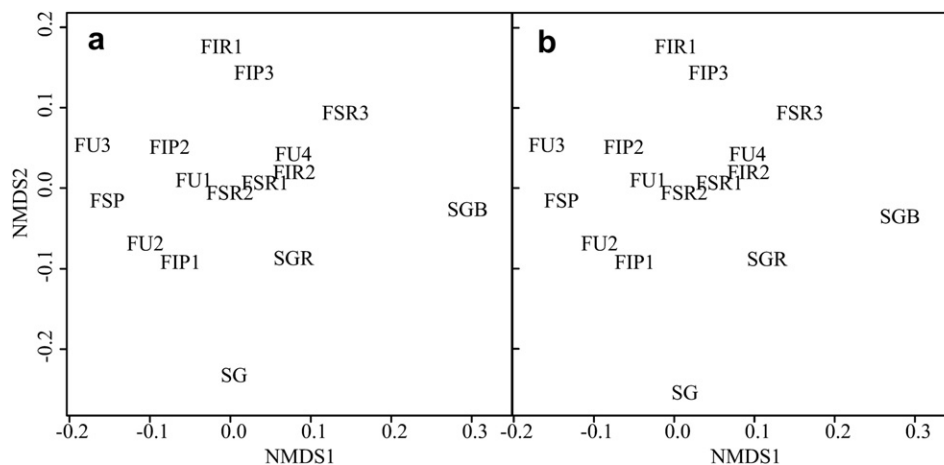 a
0.2
0.1
0.0
-0.1
-0.2
NMDS2
FIR1
FIP3
FSR3
FU3
FIP2
FU4
FIR2
FU1
FSR1
FSR2
FSP
SGB
FU2
FIP1
SGR
SG
-0.2 -0.1 0.0 0.1 0.2 0.3
NMDS1
b
FIR1
FIP3
FSR3
FU3
FIP2
FU4
FIR2
FU1
FSR1
FSR2
FSP
SGB
FU2
FIP1
SGR
SG
-0.2 -0.1 0.0 0.1 0.2 0.3
NMDS1